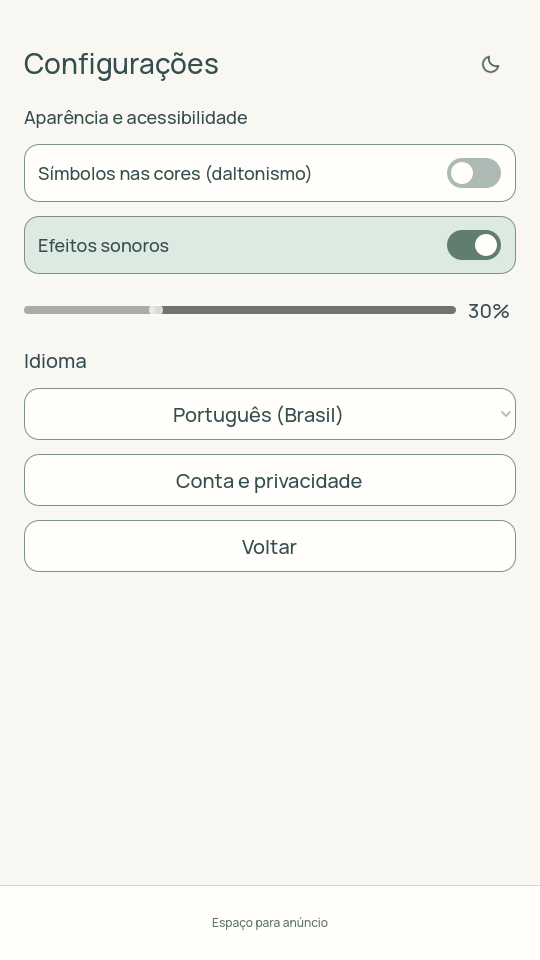 Configurações
Aparência e acessibilidade
Símbolos nas cores (daltonismo)
Efeitos sonoros
30%
Idioma
Português (Brasil)
Conta e privacidade
Voltar
Espaço para anúncio